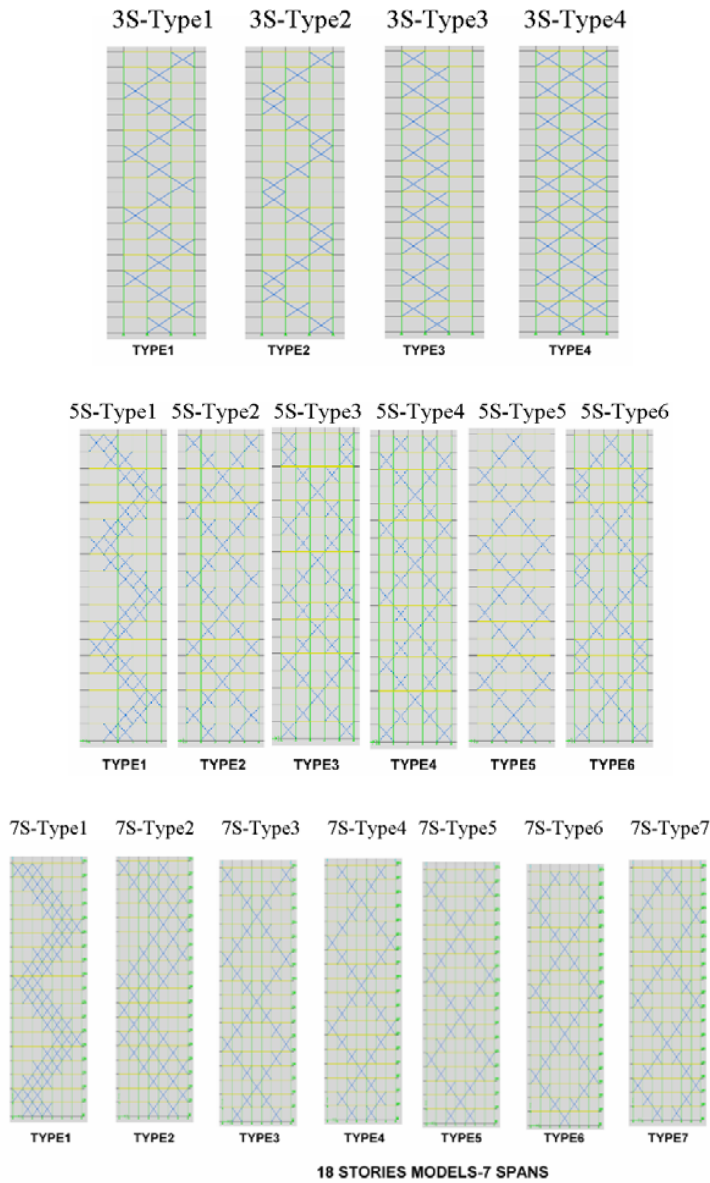 3S-Type1 3S-Type2 3S-Type3 3S-Type4
TYPE1 TYPE2 TYPE3 TYPE4
5S-Type1 5S-Type2 5S-Type3 5S-Type4 5S-Type5 5S-Type6
TYPE1 TYPE2 TYPE3 TYPE4 TYPE5 TYPE6
7S-Type1 7S-Type2 7S-Type3 7S-Type4 7S-Type5 7S-Type6 7S-Type7
TYPE1 TYPE2 TYPE3 TYPE4 TYPE5 TYPE6 TYPE7
18 STORIES MODELS-7 SPANS